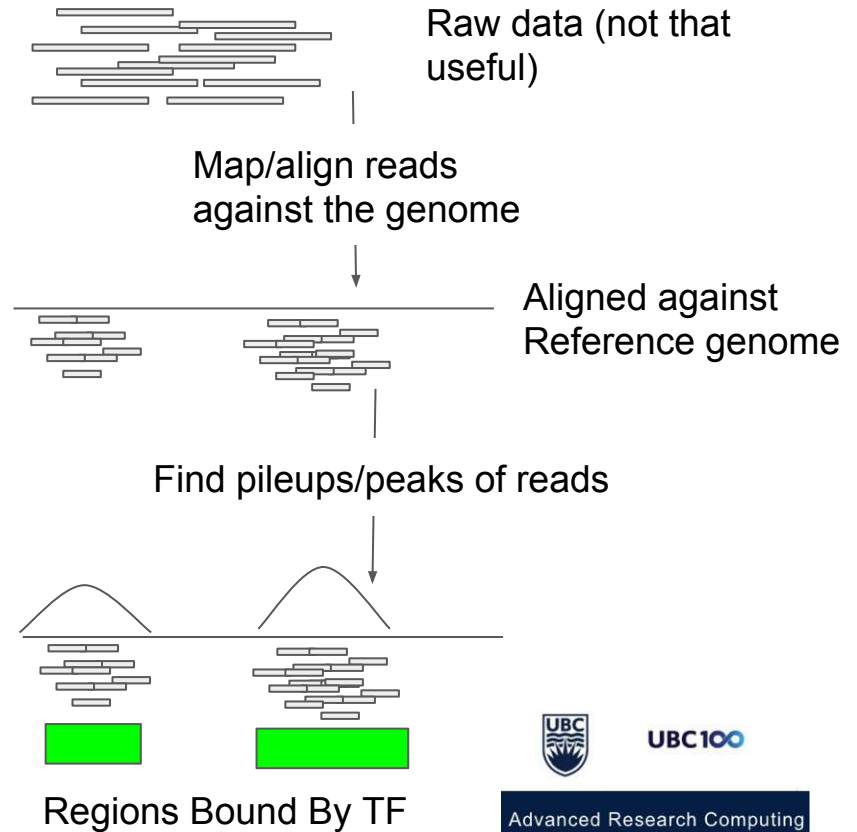 Raw data (not that
useful)
Map/align reads
against the genome
Aligned against
Reference genome
Find pileups/peaks of reads
Regions Bound By TF
UBC
UBC100
Advanced Research Computing